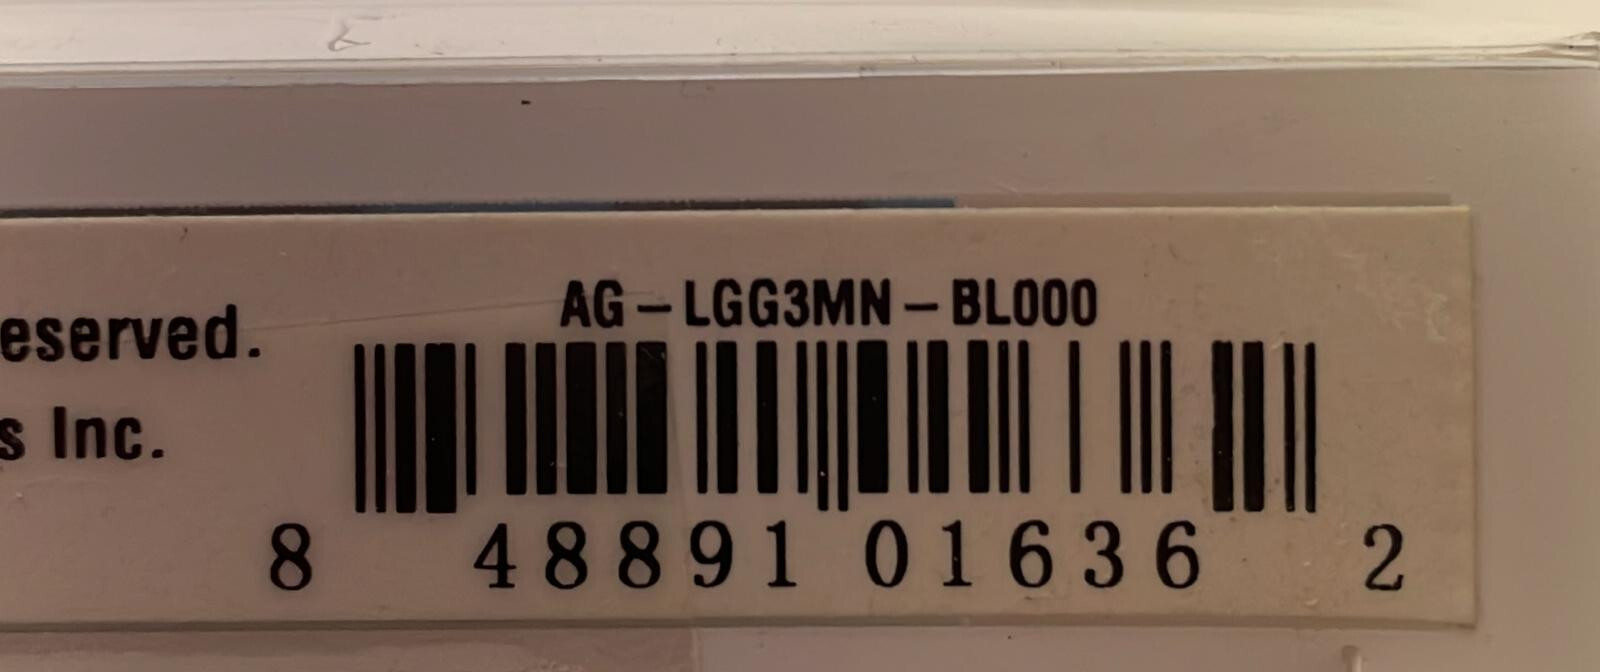 AG-LGG3MN-BL000
eserved.
s Inc.
8 48891 01636 2